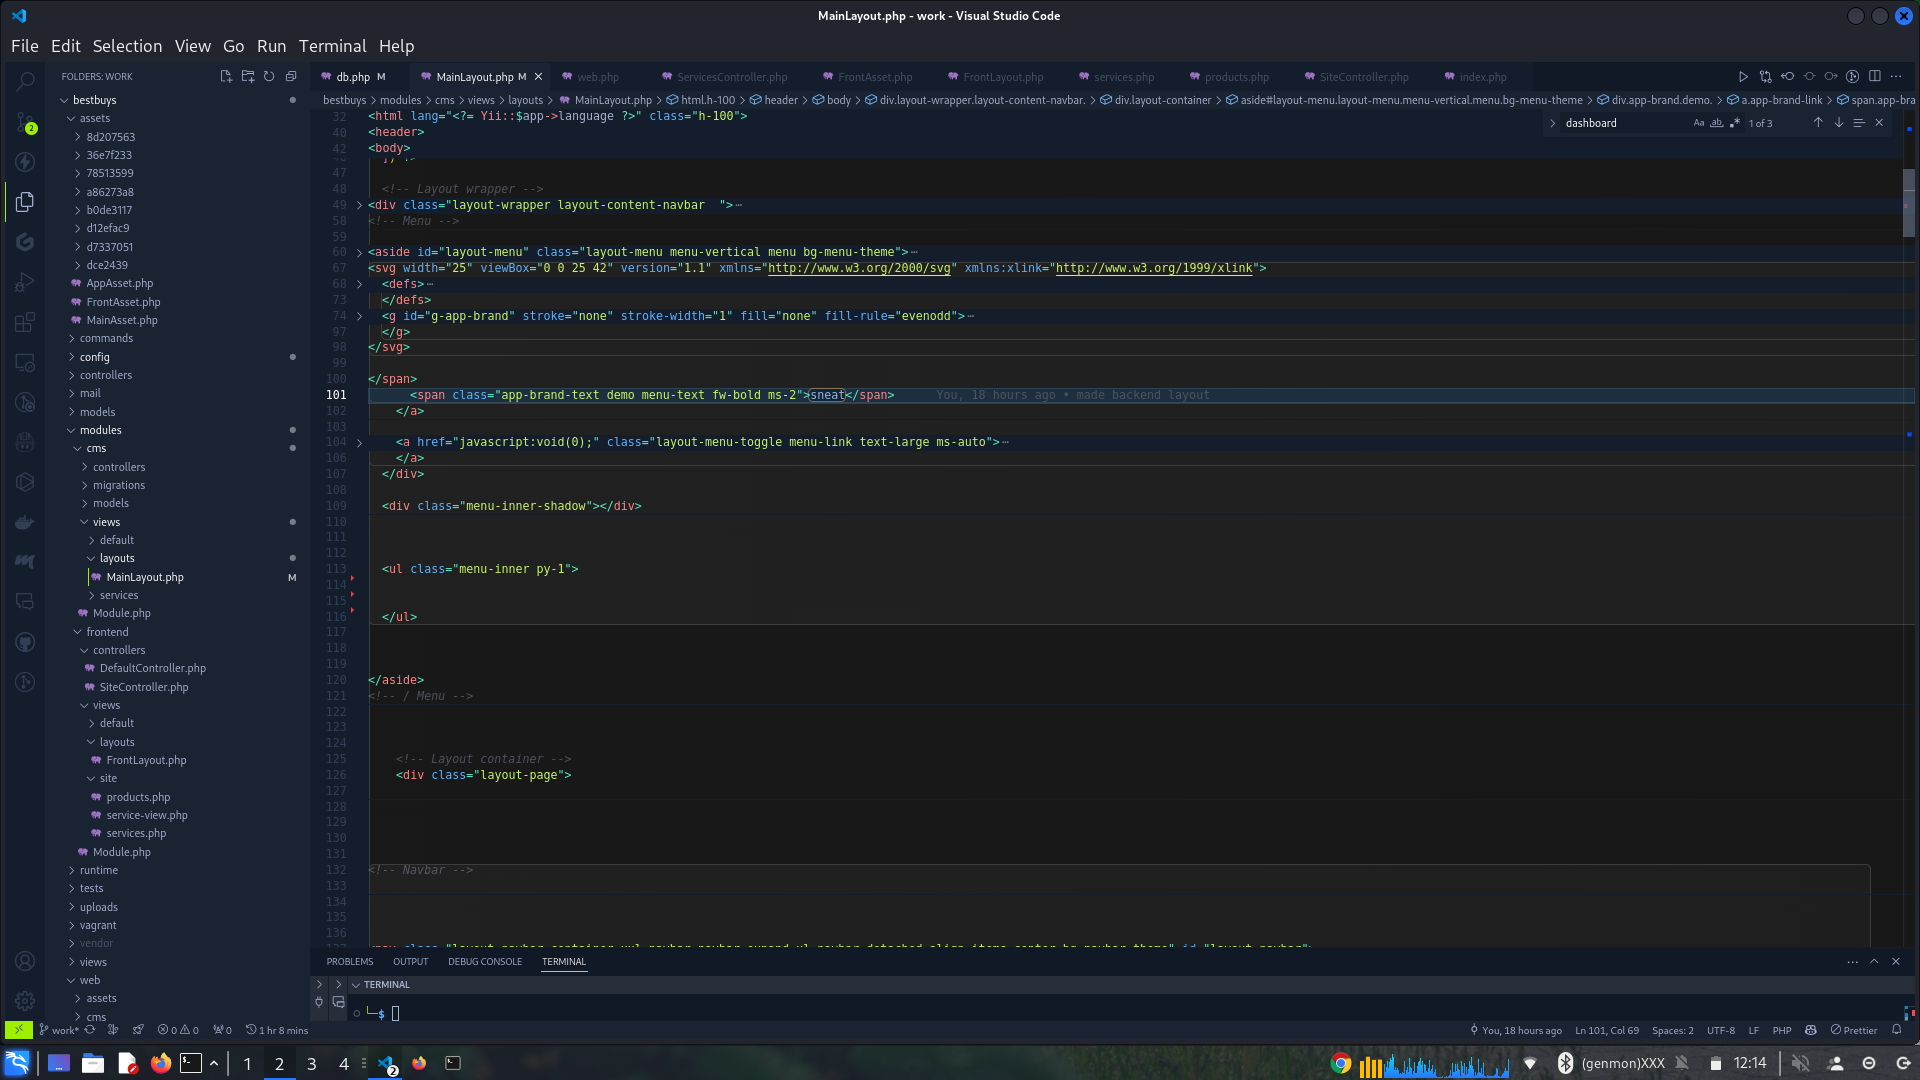 MainLayout.php - work - Visual Studio Code
File Edit Selection View Go Run Terminal Help
FOLDERS: WORK
bestbuys
assets
8d207563
36e7f233
78513599
a86273a8
b0de3117
d12efac9
d7337051
dce2439
AppAsset.php
FrontAsset.php
MainAsset.php
commands
config
controllers
mail
models
modules
cms
controllers
migrations
models
views
default
layouts
MainLayout.php M
services
Module.php
frontend
controllers
DefaultController.php
SiteController.php
views
default
layouts
FrontLayout.php
site
products.php
service-view.php
services.php
Module.php
runtime
tests
uploads
vagrant
vendor
views
web
assets
cms
2
db.php M MainLayout.php M web.php ServicesController.php FrontAsset.php FrontLayout.php services.php products.php SiteController.php index.php
bestbuys > modules > cms > views > layouts > MainLayout.php > html.h-100 > header > body > div.layout-wrapper.layout-content-navbar. > div.layout-container > aside#layout-menu.layout-menu.menu-vertical.menu.bg-menu-theme > div.app-brand.demo. > a.app-brand-link > span.app-bra
dashboard Aa ab .* 1 of 3
32 <html lang="<?= Yii::$app->language ?>" class="h-100">
40 <header>
42 <body>
47
48 <!-- Layout wrapper -->
49 <div class="layout-wrapper layout-content-navbar  ">…
58 <!-- Menu -->
59
60 <aside id="layout-menu" class="layout-menu menu-vertical menu bg-menu-theme">…
67 <svg width="25" viewBox="0 0 25 42" version="1.1" xmlns="http://www.w3.org/2000/svg" xmlns:xlink="http://www.w3.org/1999/xlink">
68 <defs>…
73 </defs>
74 <g id="g-app-brand" stroke="none" stroke-width="1" fill="none" fill-rule="evenodd">…
97 </g>
98 </svg>
99
100 </span>
101 <span class="app-brand-text demo menu-text fw-bold ms-2">sneat</span> You, 18 hours ago • made backend layout
102 </a>
103
104 <a href="javascript:void(0);" class="layout-menu-toggle menu-link text-large ms-auto">…
106 </a>
107 </div>
108
109 <div class="menu-inner-shadow"></div>
110
111
112
113 <ul class="menu-inner py-1">
114
115
116 </ul>
117
118
119
120 </aside>
121 <!-- / Menu -->
122
123
124
125 <!-- Layout container -->
126 <div class="layout-page">
127
128
129
130
131
132 <!-- Navbar -->
133
134
135
136
PROBLEMS OUTPUT DEBUG CONSOLE TERMINAL
TERMINAL
└─$
work* 0 0 0 1 hr 8 mins You, 18 hours ago Ln 101, Col 69 Spaces: 2 UTF-8 LF PHP Prettier
1 2 3 4 2 (genmon)XXX 12:14